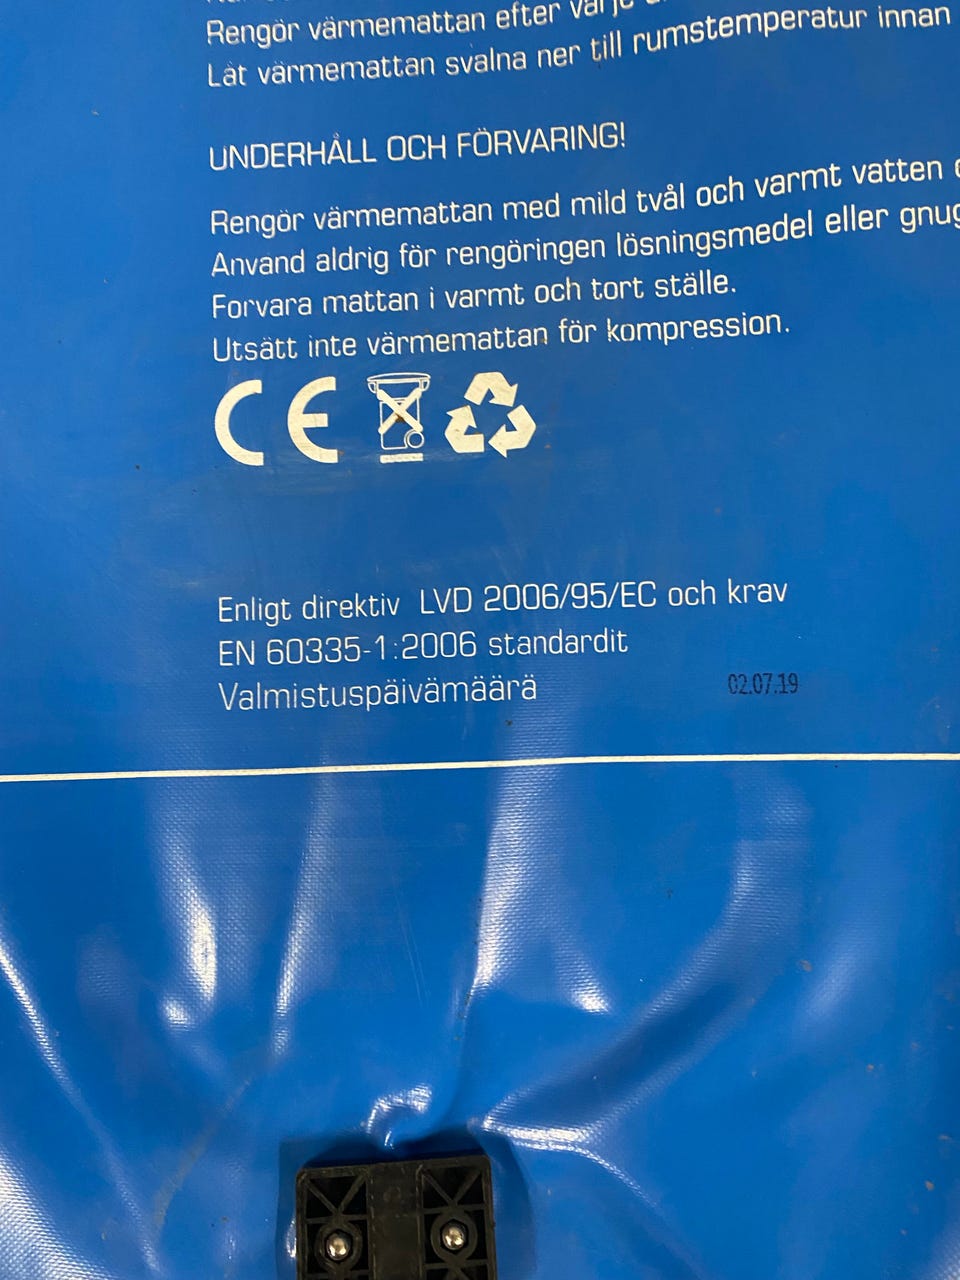 Rengör värmemattan efter varje
Låt värmemattan svalna ner till rumstemperatur innan
UNDERHÅLL OCH FÖRVARING!
Rengör värmemattan med mild tvål och varmt vatten
Anvand aldrig för rengöringen lösningsmedel eller gnug
Forvara mattan i varmt och tort ställe.
Utsätt inte värmemattan för kompression.
CE
Enligt direktiv LVD 2006/95/EC och krav
EN 60335-1:2006 standardit
Valmistuspäivämäärä 02.07.19